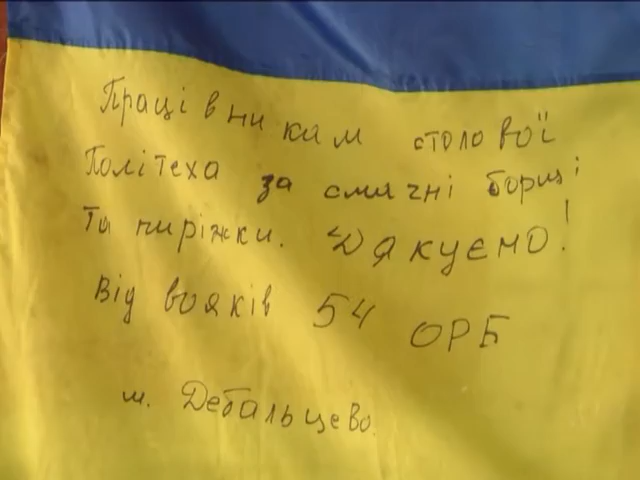 Працівникам столової
Політеха за смачні борщі
Та пиріжки. Дякуємо!
Від вояків 54 ОРБ
м. Дебальцево.